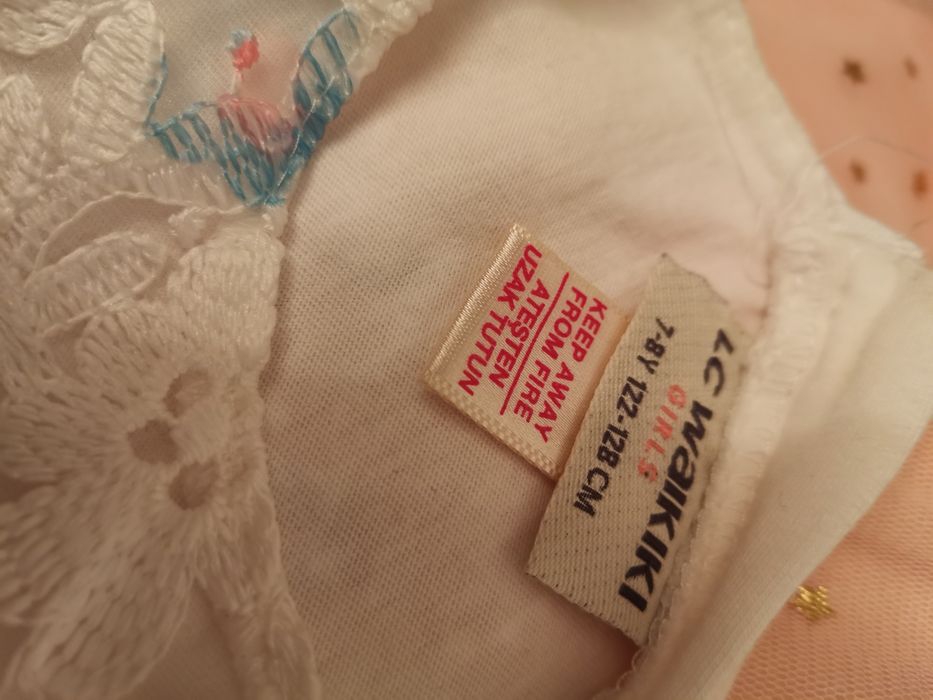 LC WAIKIKI
GIRLS
7-8Y 122-128 CM
KEEP AWAY
FROM FIRE
ATEŞTEN
UZAK TUTUN